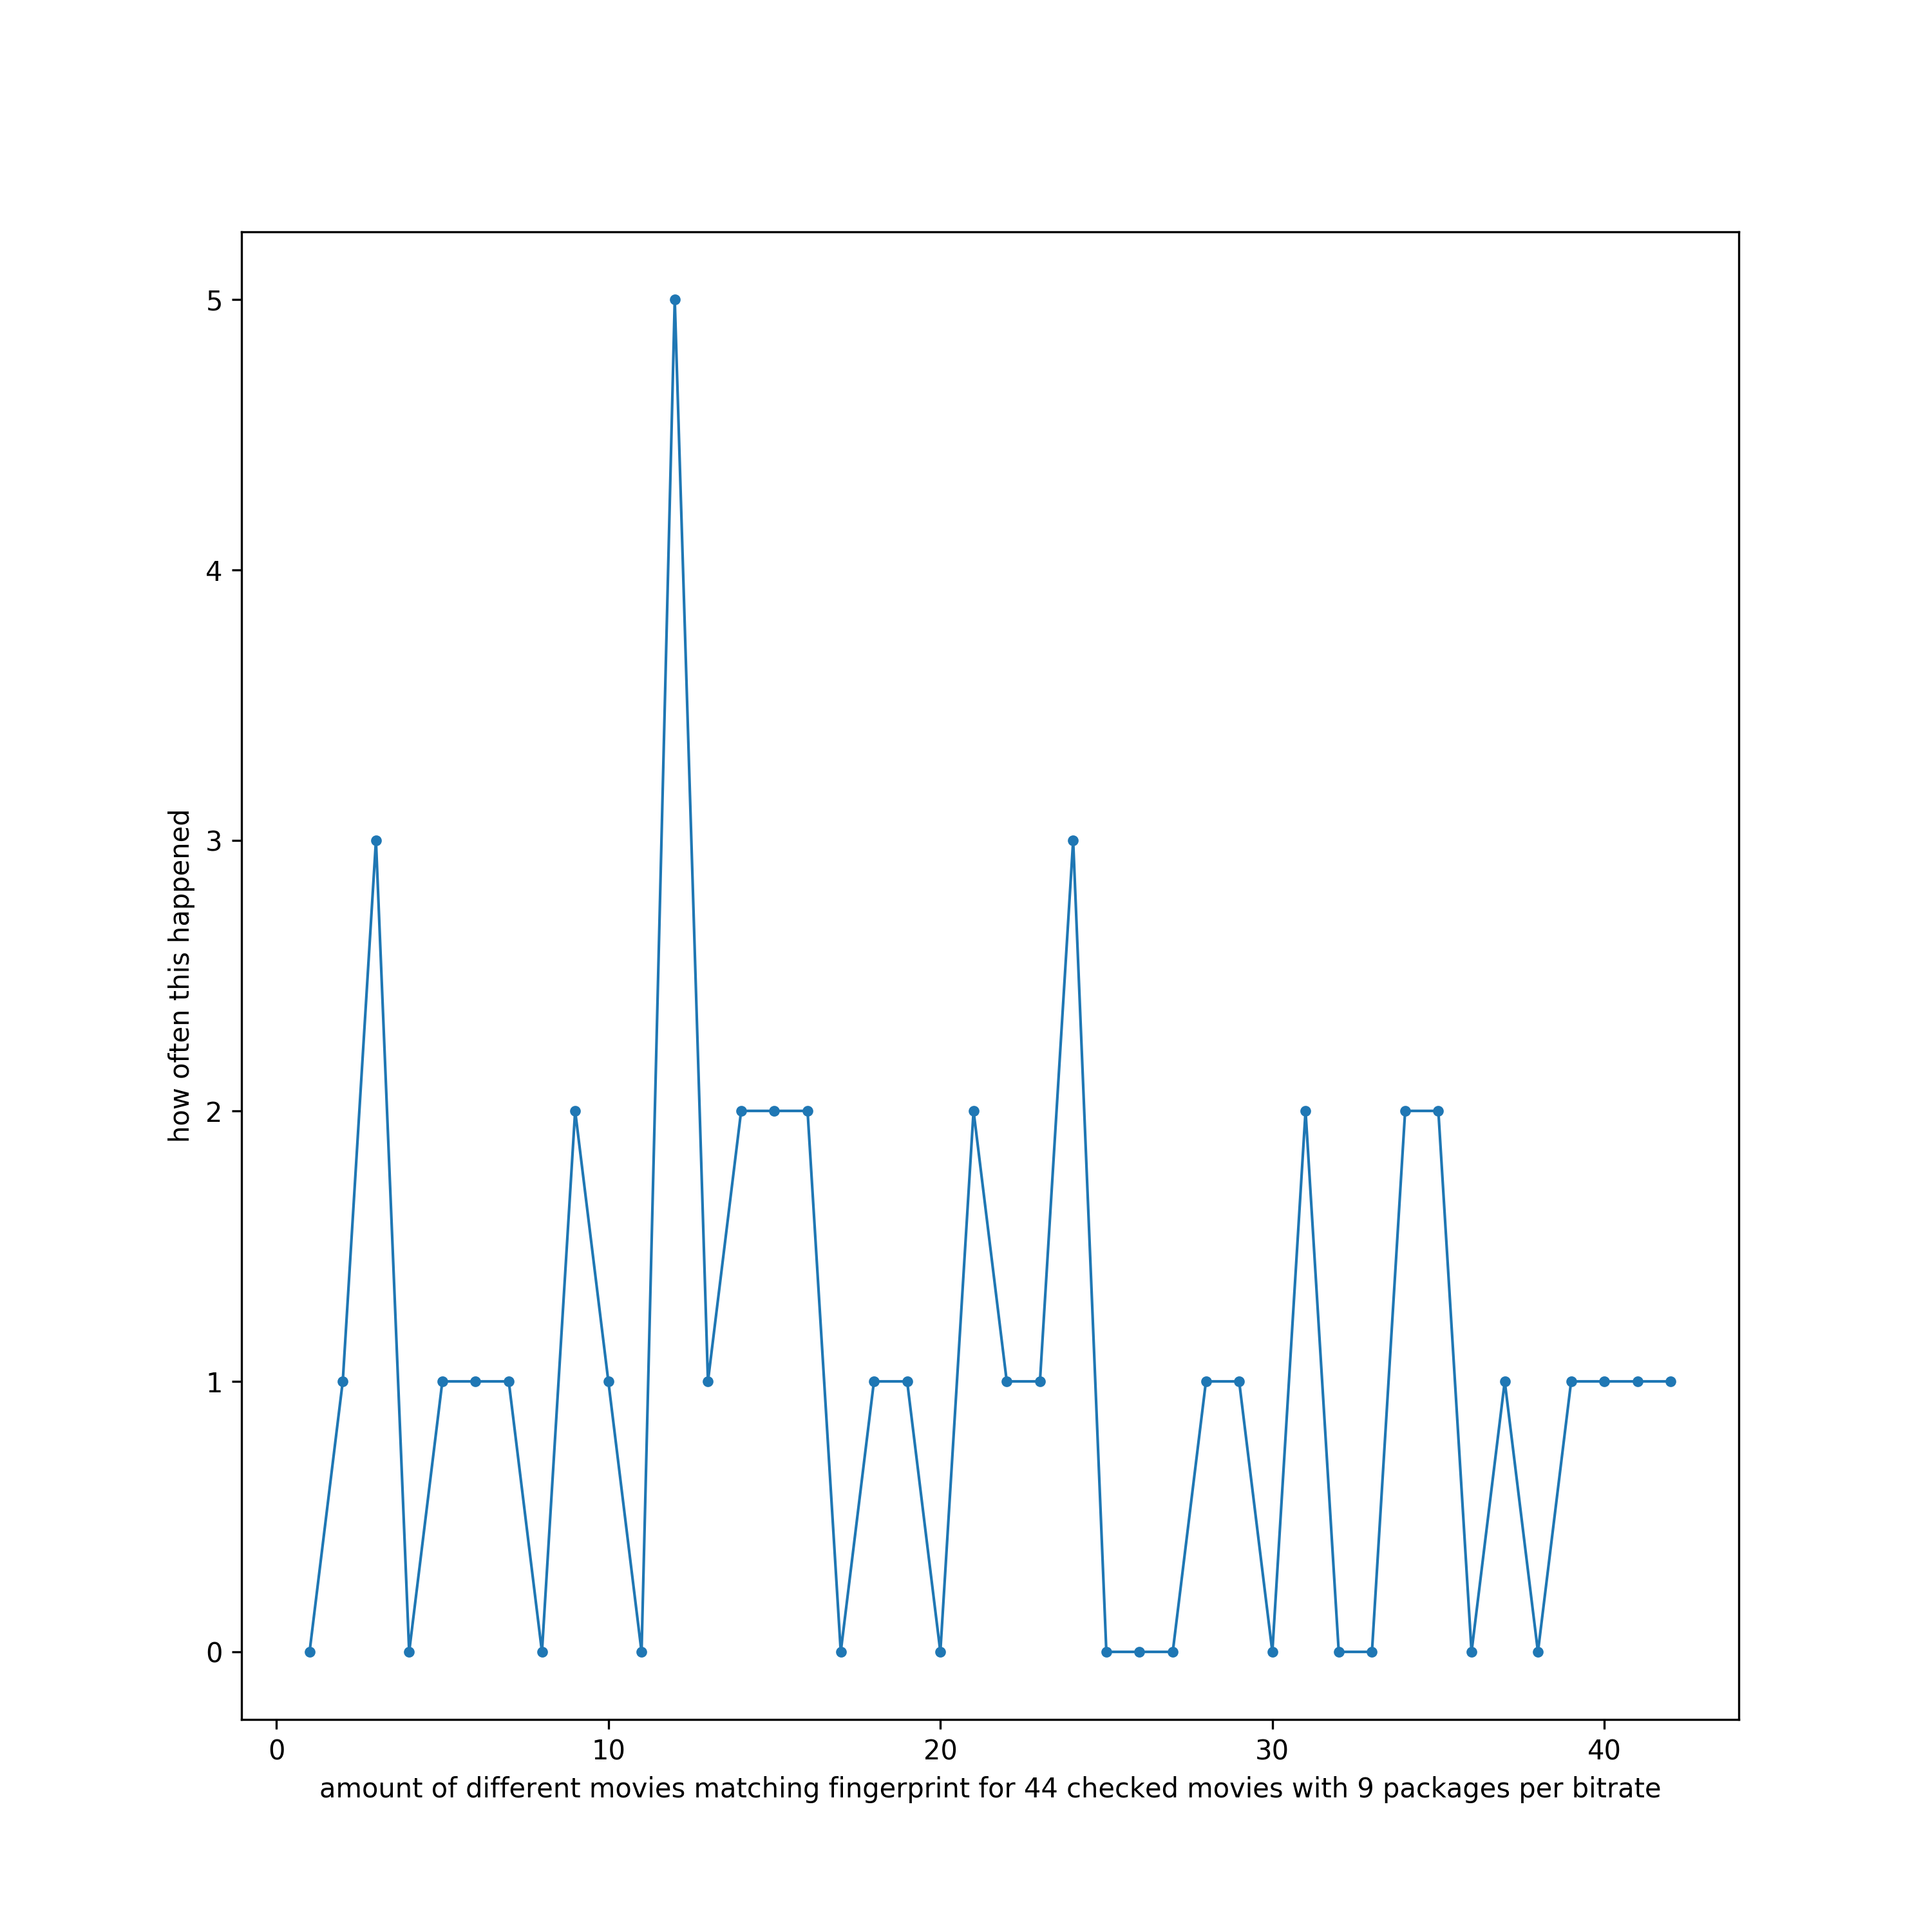 5
4
3
2
1
0
how often this happened
0 10 20 30 40
amount of different movies matching fingerprint for 44 checked movies with 9 packages per bitrate